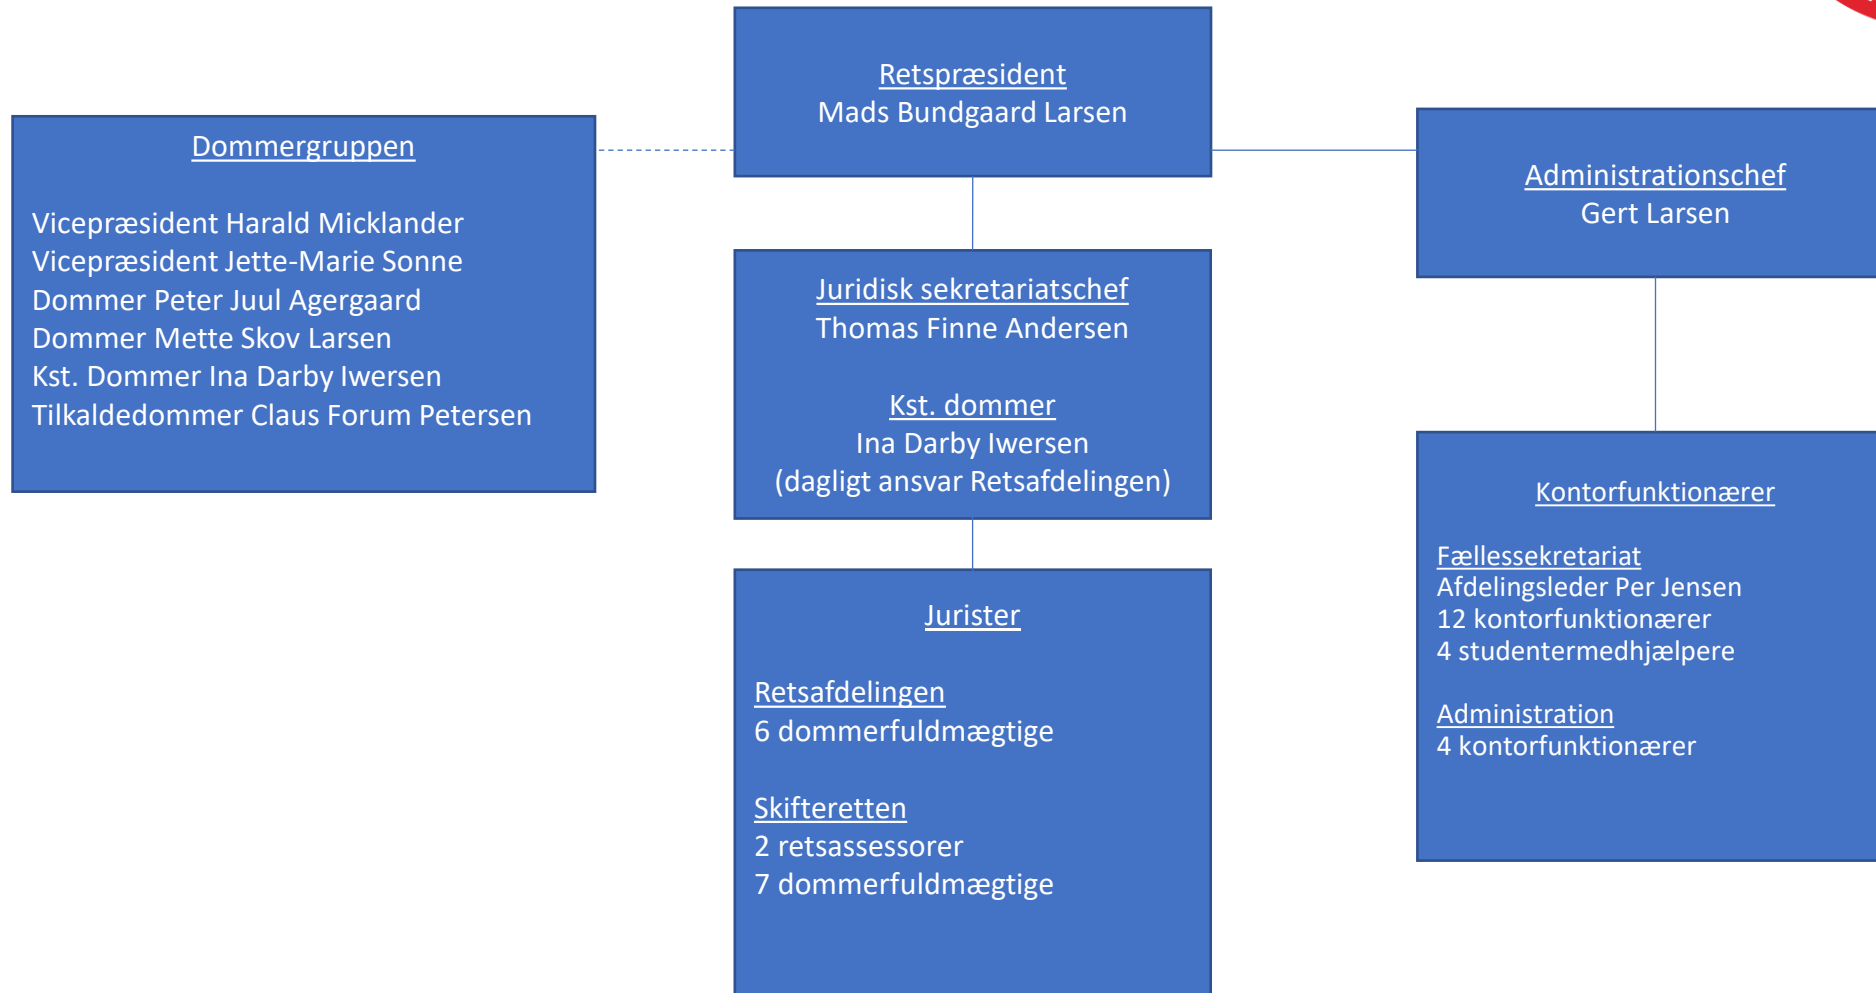 Retspræsident
Mads Bundgaard Larsen
Dommergruppen
Vicepræsident Harald Micklander
Vicepræsident Jette-Marie Sonne
Dommer Peter Juul Agergaard
Dommer Mette Skov Larsen
Kst. Dommer Ina Darby Iwersen
Tilkaldedommer Claus Forum Petersen
Administrationschef
Gert Larsen
Juridisk sekretariatschef
Thomas Finne Andersen
Kst. dommer
Ina Darby Iwersen
(dagligt ansvar Retsafdelingen)
Jurister
Retsafdelingen
6 dommerfuldmægtige
Skifteretten
2 retsassessorer
7 dommerfuldmægtige
Kontorfunktionærer
Fællessekretariat
Afdelingsleder Per Jensen
12 kontorfunktionærer
4 studentermedhjælpere
Administration
4 kontorfunktionærer